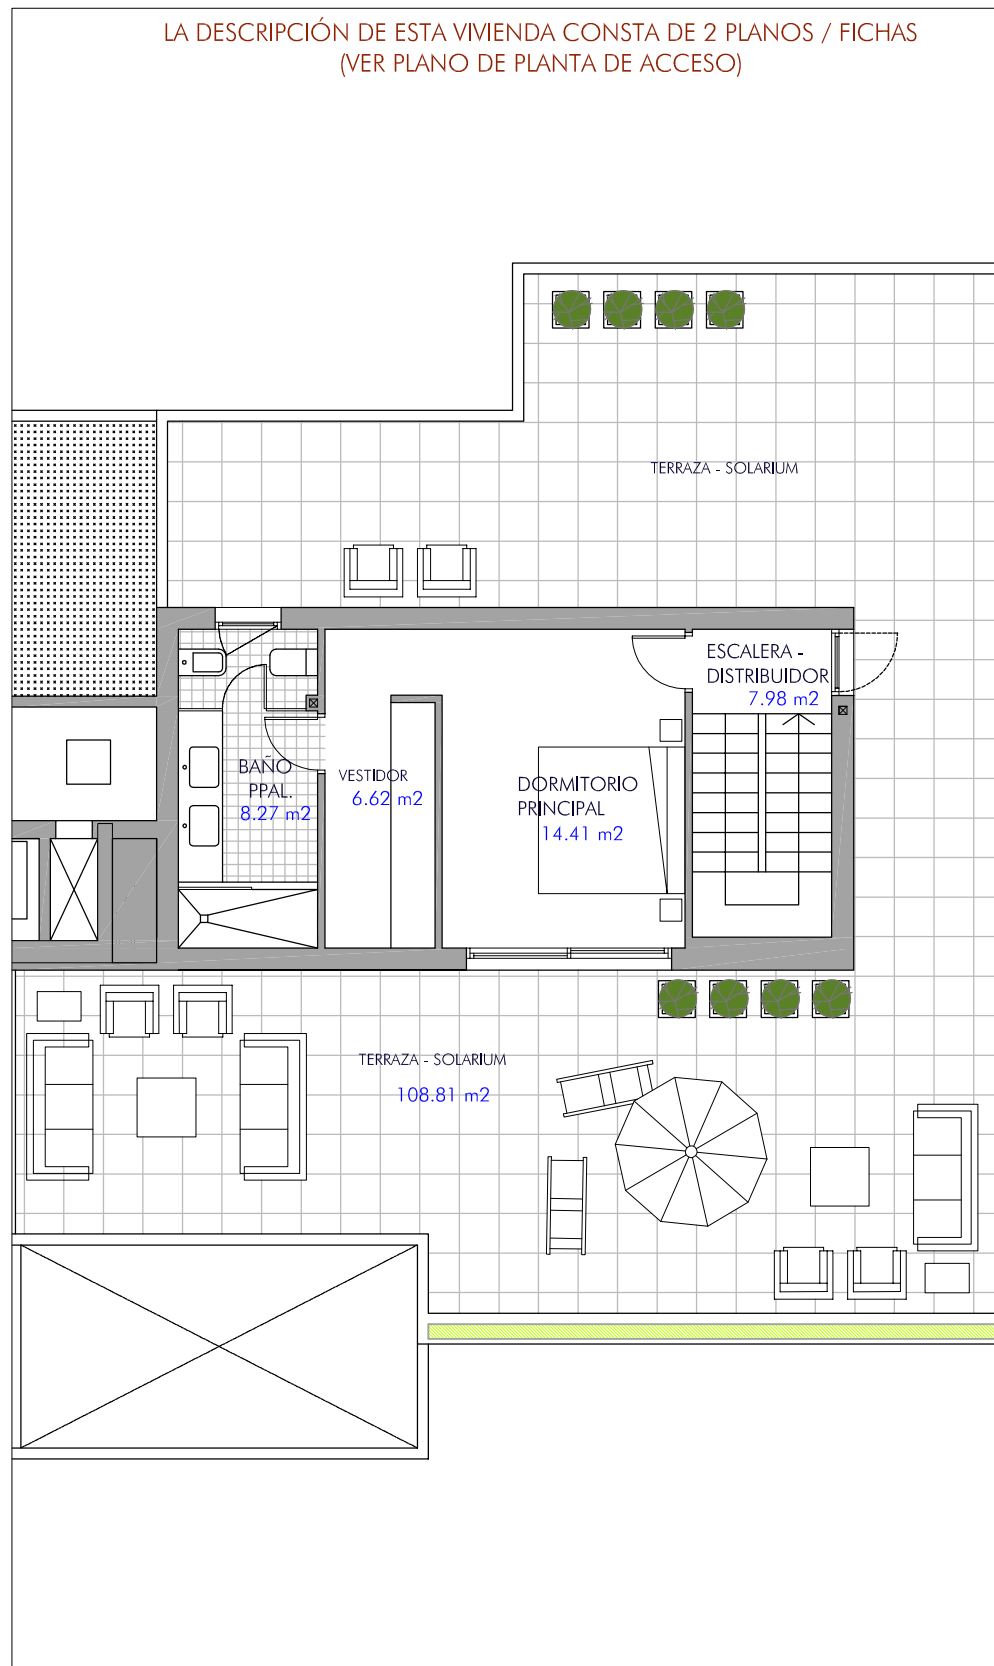 LA DESCRIPCIÓN DE ESTA VIVIENDA CONSTA DE 2 PLANOS / FICHAS
(VER PLANO DE PLANTA DE ACCESO)
TERRAZA - SOLARIUM
ESCALERA -
DISTRIBUIDOR
7.98 m2
BAÑO
PPAL.
8.27 m2
VESTIDOR
6.62 m2
DORMITORIO
PRINCIPAL
14.41 m2
TERRAZA - SOLARIUM
108.81 m2